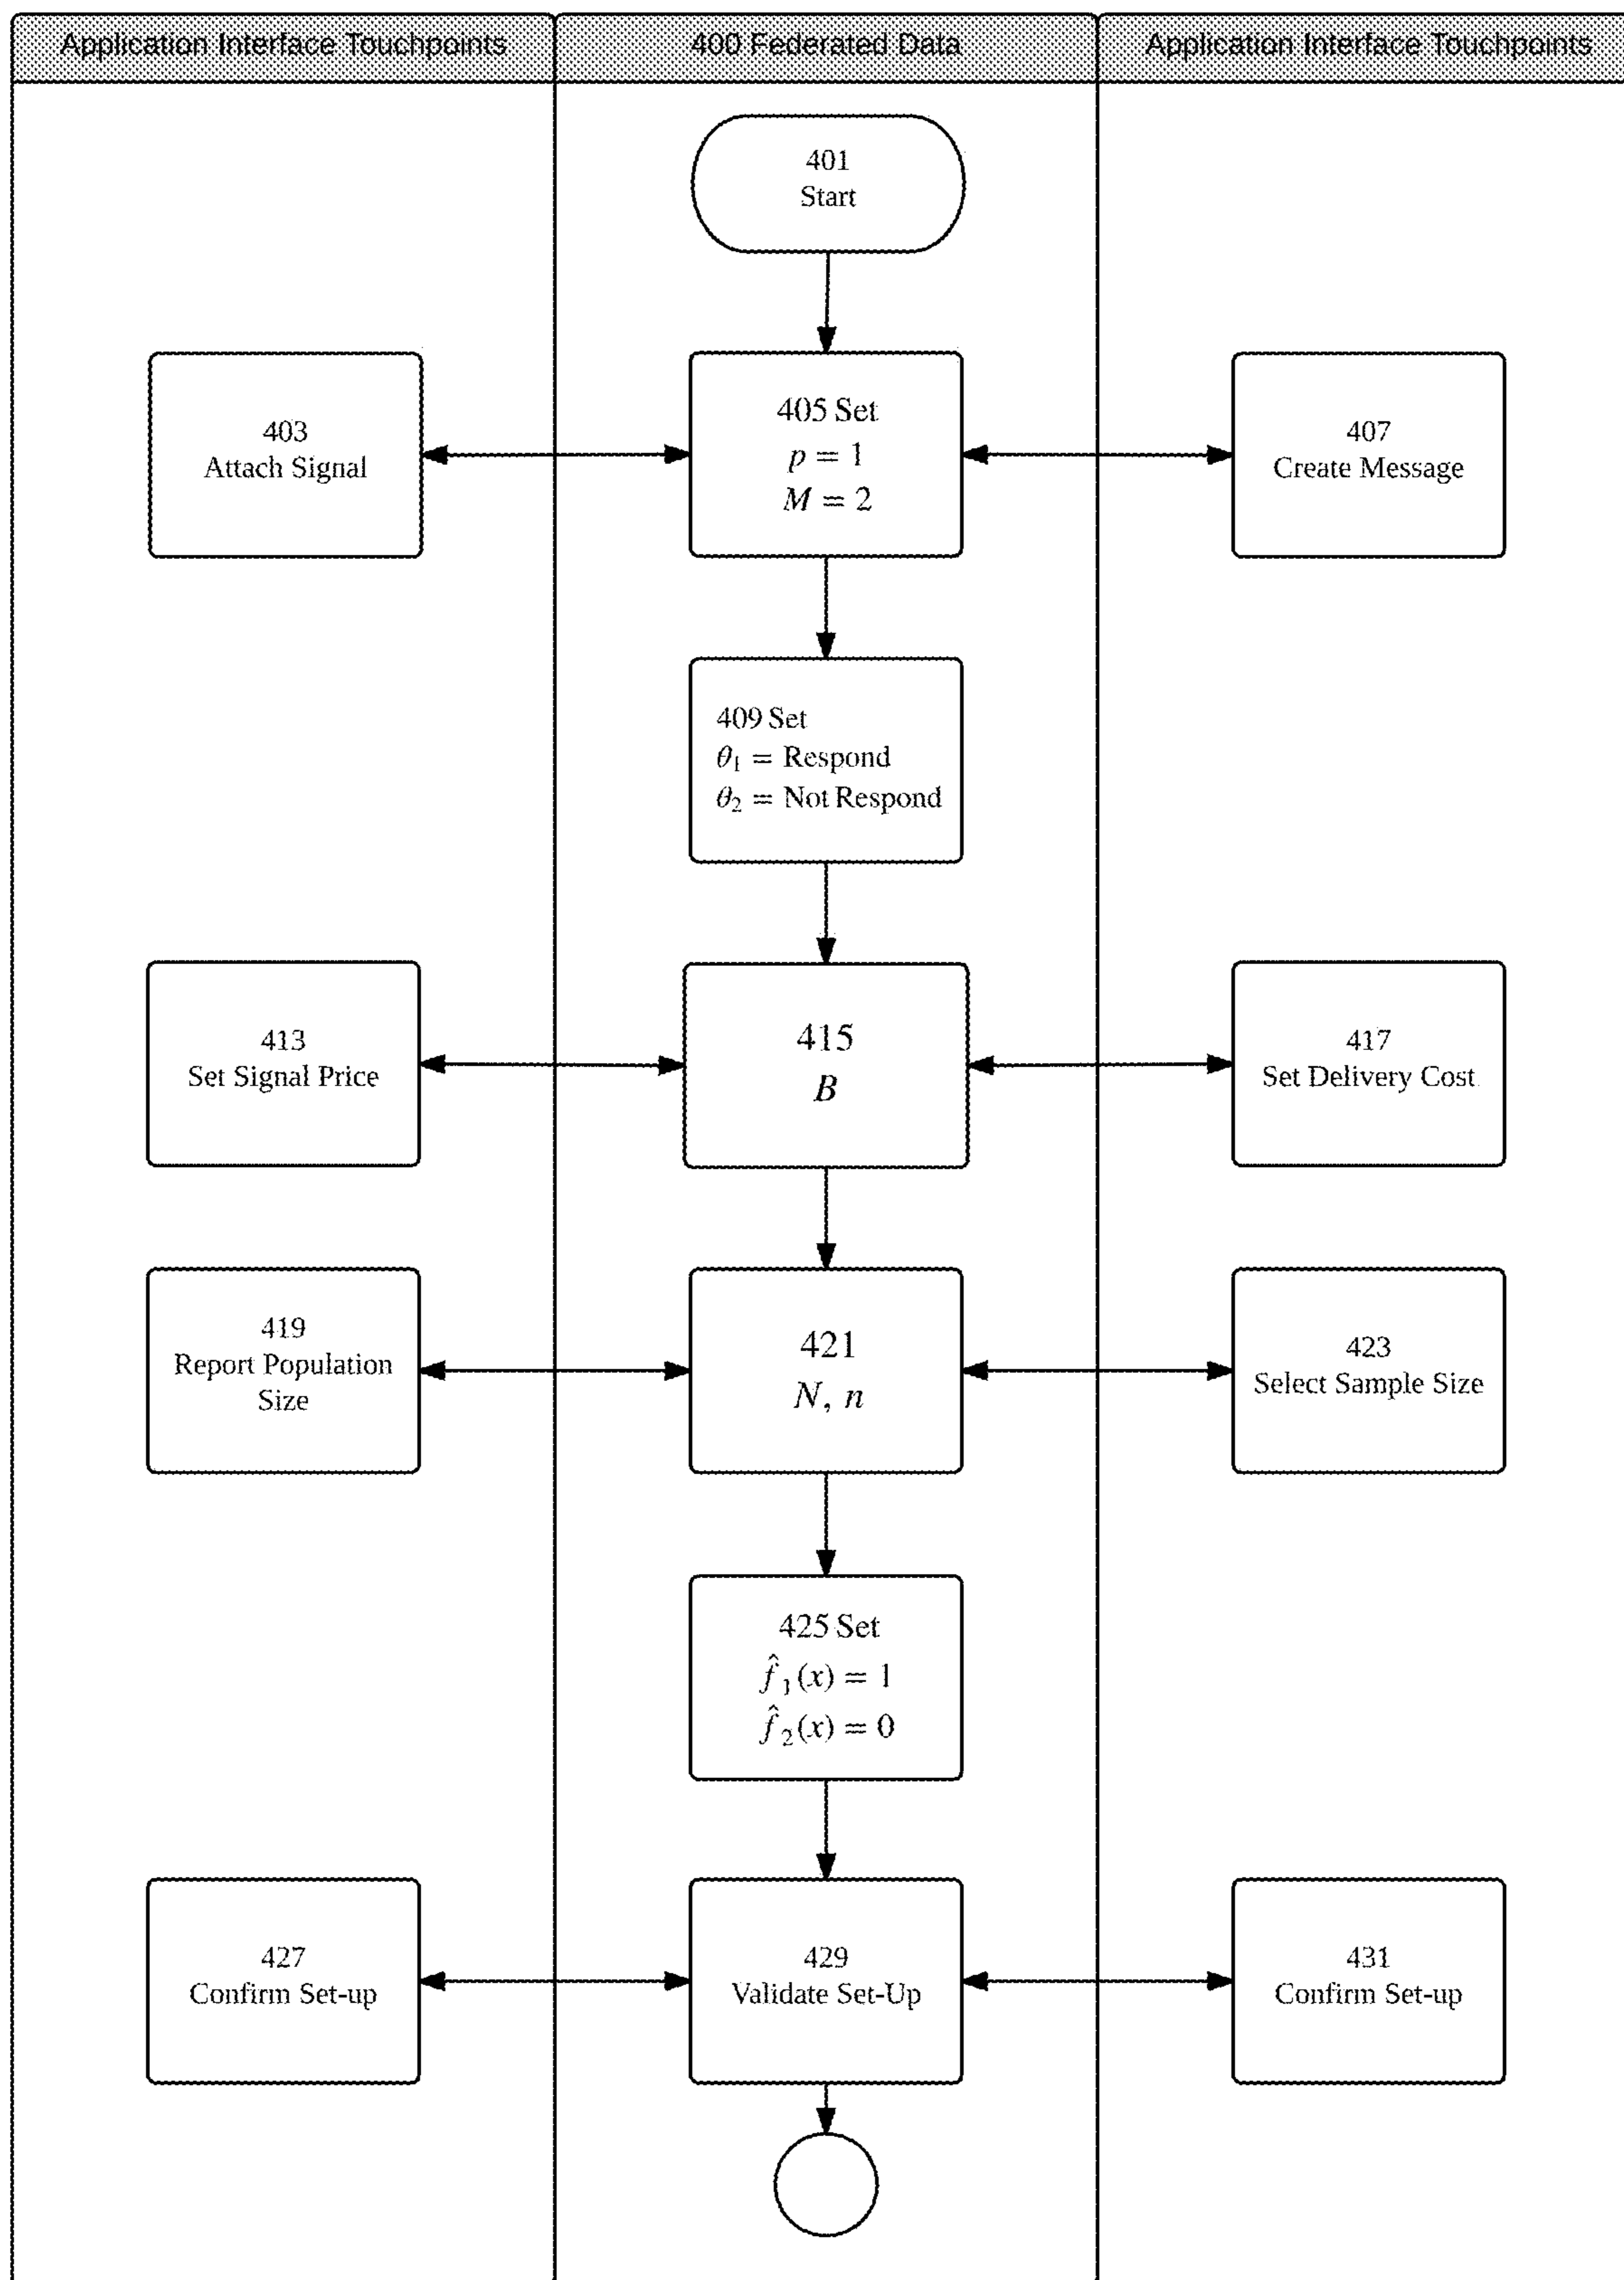 Application Interface Touchpoints
400 Federated Data
Application Interface Touchpoints
401
Start
403
Attach Signal
405 Set
p = 1
M = 2
407
Create Message
409 Set
θ₁ = Respond
θ₂ = Not Respond
413
Set Signal Price
415
B
417
Set Delivery Cost
419
Report Population
Size
421
N, n
423
Select Sample Size
425 Set
f̂₁(x) = 1
f̂₂(x) = 0
427
Confirm Set-up
429
Validate Set-Up
431
Confirm Set-up